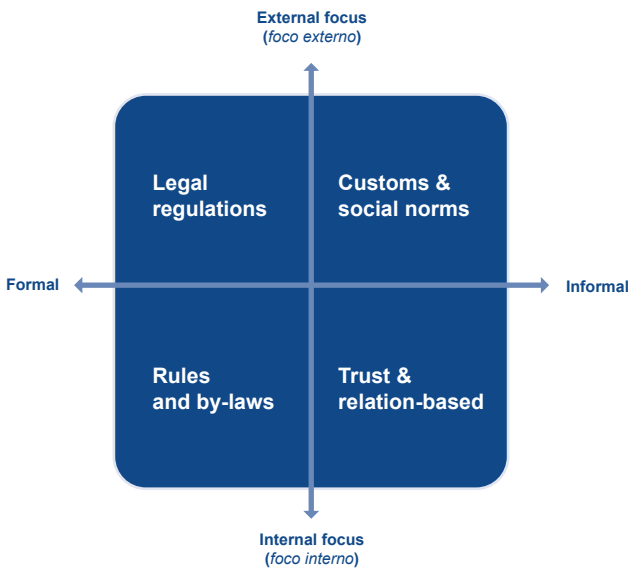 External focus
(foco externo)
Legal
regulations
Customs &
social norms
Formal
Informal
Rules
and by-laws
Trust &
relation-based
Internal focus
(foco interno)